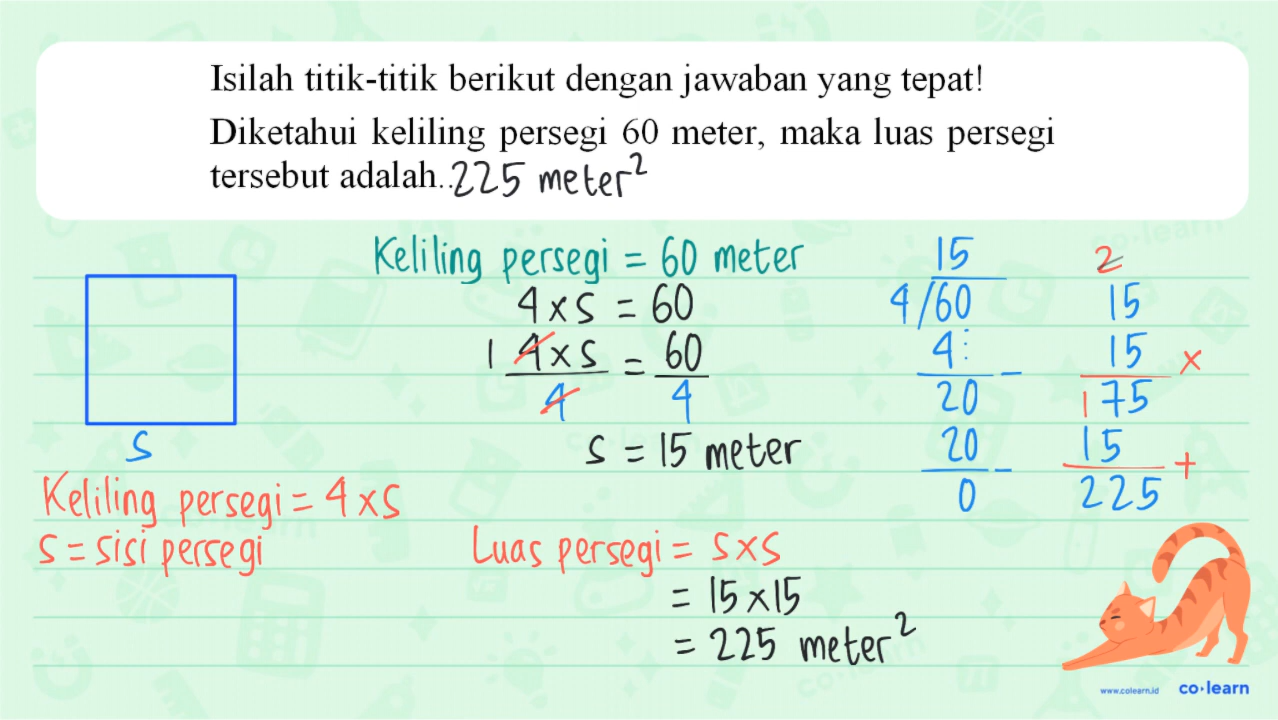 Isilah titik-titik berikut dengan jawaban yang tepat!
Diketahui keliling persegi 60 meter, maka luas persegi
tersebut adalah..225 meter²
Keliling persegi = 60 meter
4 x s = 60
1 4 x s / 4 = 60 / 4
s = 15 meter
s
Keliling persegi = 4 x s
s = sisi persegi
Luas persegi = s x s
= 15 x 15
= 225 meter²
15
4/60
4 : -
20
20 -
0
2
15
15 x
175
15 +
225
www.colearn.id co·learn